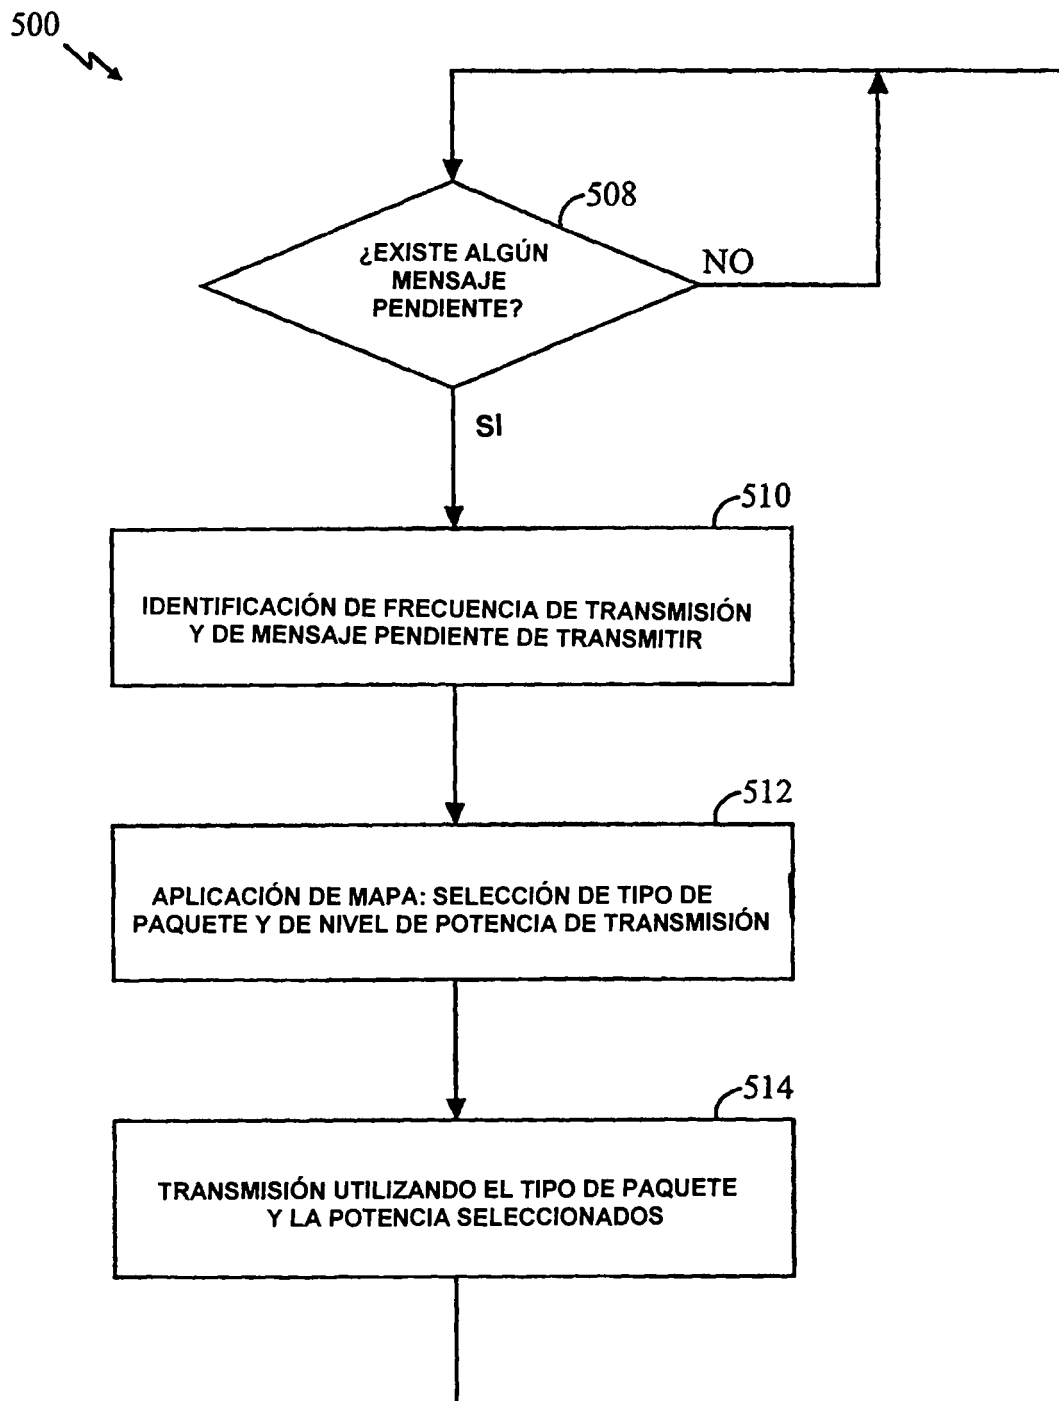 500
508
¿EXISTE ALGÚN
MENSAJE
PENDIENTE?
NO
SI
510
IDENTIFICACIÓN DE FRECUENCIA DE TRANSMISIÓN
Y DE MENSAJE PENDIENTE DE TRANSMITIR
512
APLICACIÓN DE MAPA: SELECCIÓN DE TIPO DE
PAQUETE Y DE NIVEL DE POTENCIA DE TRANSMISIÓN
514
TRANSMISIÓN UTILIZANDO EL TIPO DE PAQUETE
Y LA POTENCIA SELECCIONADOS